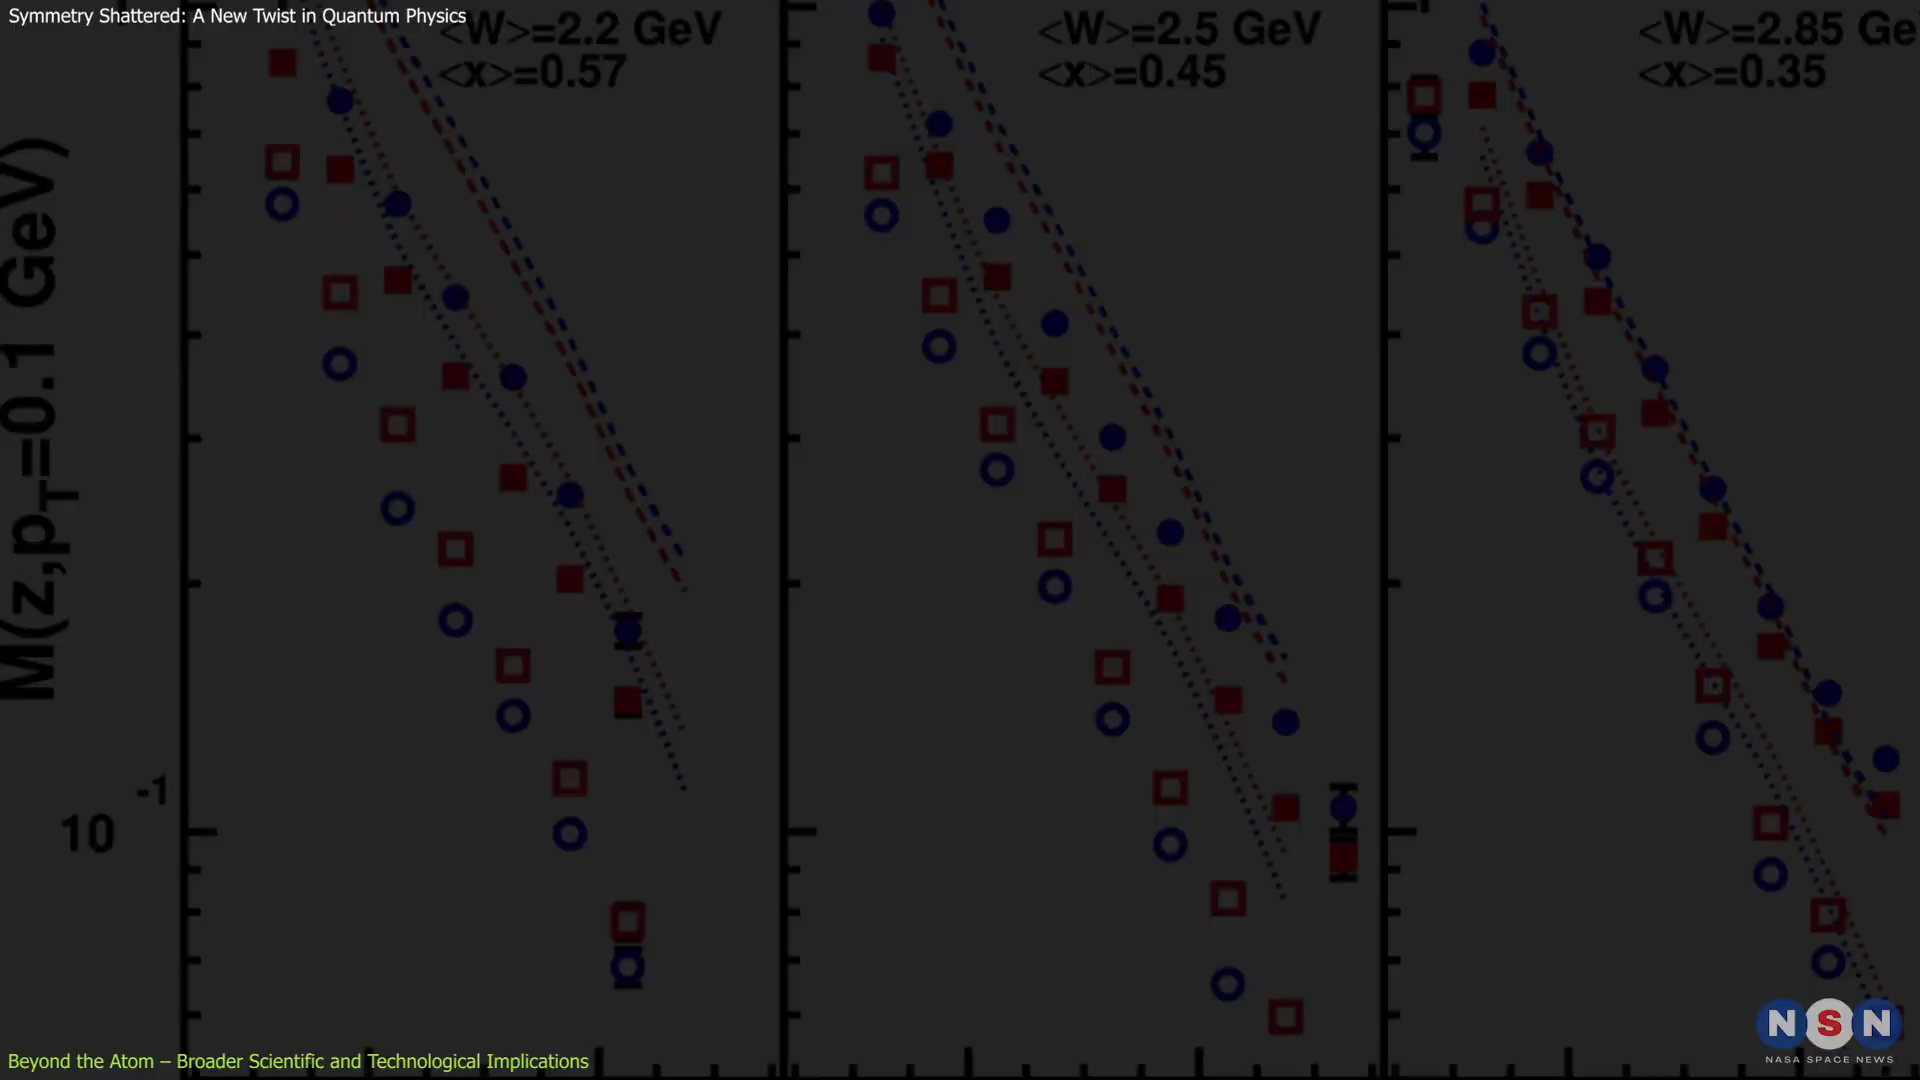 Symmetry Shattered: A New Twist in Quantum Physics
<W>=2.2 GeV
<x>=0.57
<W>=2.5 GeV
<x>=0.45
<W>=2.85 Ge
<x>=0.35
M(z,pT=0.1 GeV)
10 -1
Beyond the Atom – Broader Scientific and Technological Implications
NSN
NASA SPACE NEWS